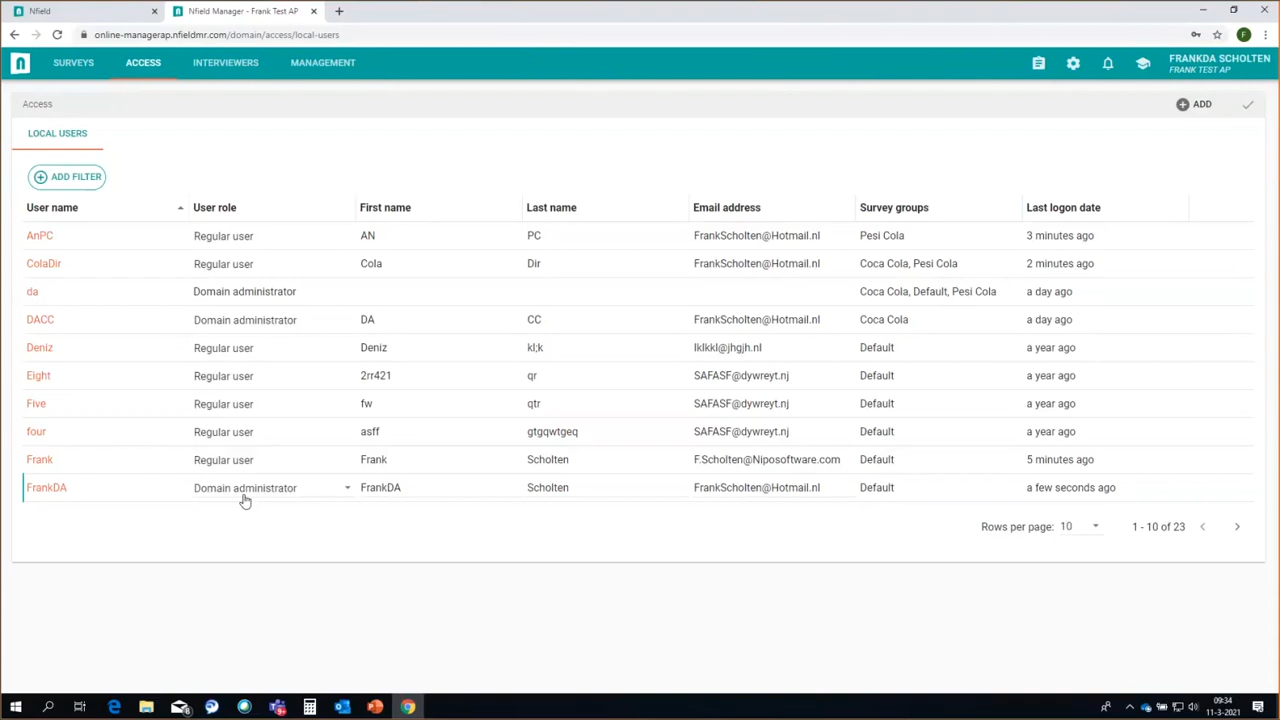 Nfield
Nfield Manager - Frank Test AP
online-managerap.nfieldmr.com/domain/access/local-users
F
n SURVEYS ACCESS INTERVIEWERS MANAGEMENT
FRANKDA SCHOLTEN
FRANK TEST AP
Access
ADD
LOCAL USERS
ADD FILTER
User name User role First name Last name Email address Survey groups Last logon date
AnPC Regular user AN PC FrankScholten@Hotmail.nl Pesi Cola 3 minutes ago
ColaDir Regular user Cola Dir FrankScholten@Hotmail.nl Coca Cola, Pesi Cola 2 minutes ago
da Domain administrator Coca Cola, Default, Pesi Cola a day ago
DACC Domain administrator DA CC FrankScholten@Hotmail.nl Coca Cola a day ago
Deniz Regular user Deniz kl;k lklkkl@jhgjh.nl Default a year ago
Eight Regular user 2rr421 qr SAFASF@dywreyt.nj Default a year ago
Five Regular user fw qtr SAFASF@dywreyt.nj Default a year ago
four Regular user asff gtgqwtgeq SAFASF@dywreyt.nj Default a year ago
Frank Regular user Frank Scholten F.Scholten@Niposoftware.com Default 5 minutes ago
FrankDA Domain administrator FrankDA Scholten FrankScholten@Hotmail.nl Default a few seconds ago
Rows per page: 10 1 - 10 of 23
09:34
11-3-2021